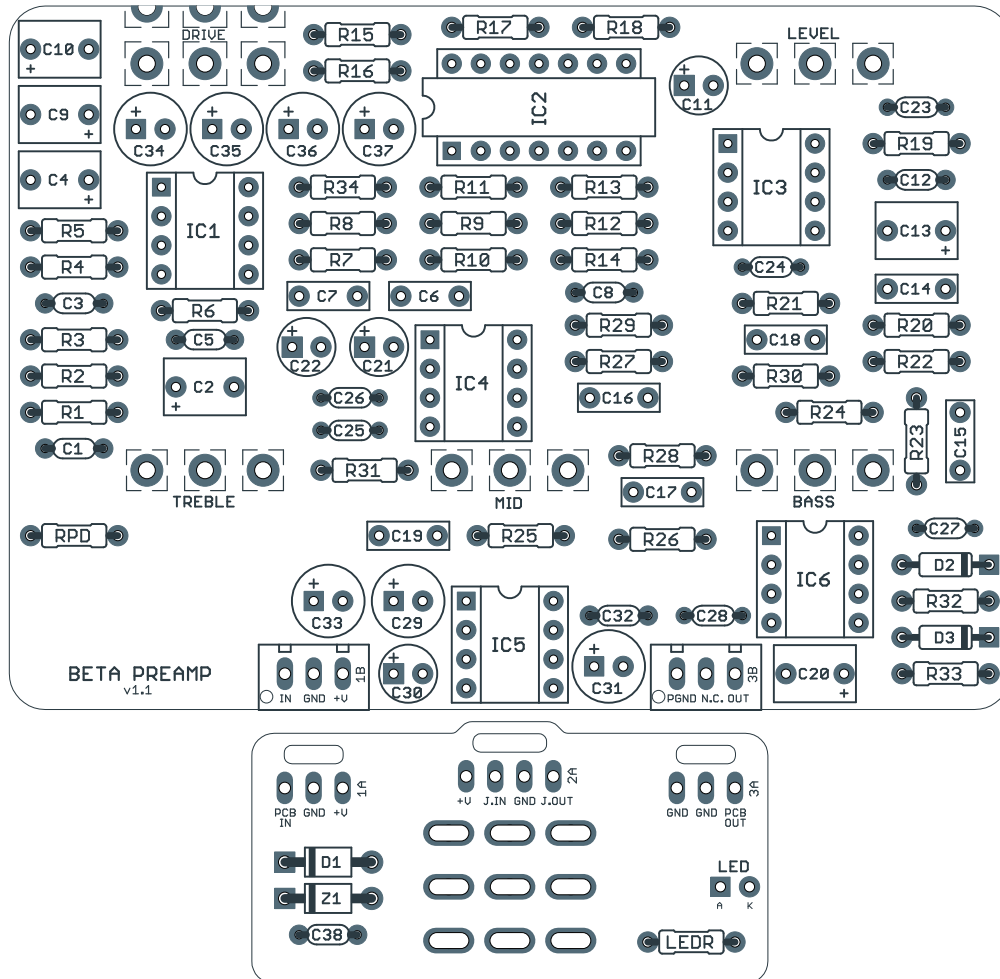 DRIVE
R15
R17
R18
LEVEL
C10
+
R16
+
C11
C9
+
+
C34
+
C35
+
C36
+
C37
IC2
C23
R19
C4
+
IC1
R34
R11
R13
IC3
C12
R5
R8
R9
R12
C13
+
R4
R7
R10
R14
C24
C3
R6
C7
C6
C8
R21
C14
R3
C5
+
C22
+
C21
R29
C18
R20
R2
C2
+
IC4
R27
R30
R22
R1
C26
C16
R24
R23
C15
C1
C25
R28
TREBLE
R31
MID
C17
BASS
RPD
C19
R25
R26
C27
IC6
D2
+
C33
+
C29
IC5
C32
C28
R32
D3
BETA PREAMP
v1.1
IN GND +V
1B
+
C30
+
C31
PGND N.C. OUT
3B
C20
+
R33
PCB
IN
GND
+V
1A
+V J.IN GND J.OUT
2A
GND GND
PCB
OUT
3A
D1
Z1
C38
LED
A K
LEDR